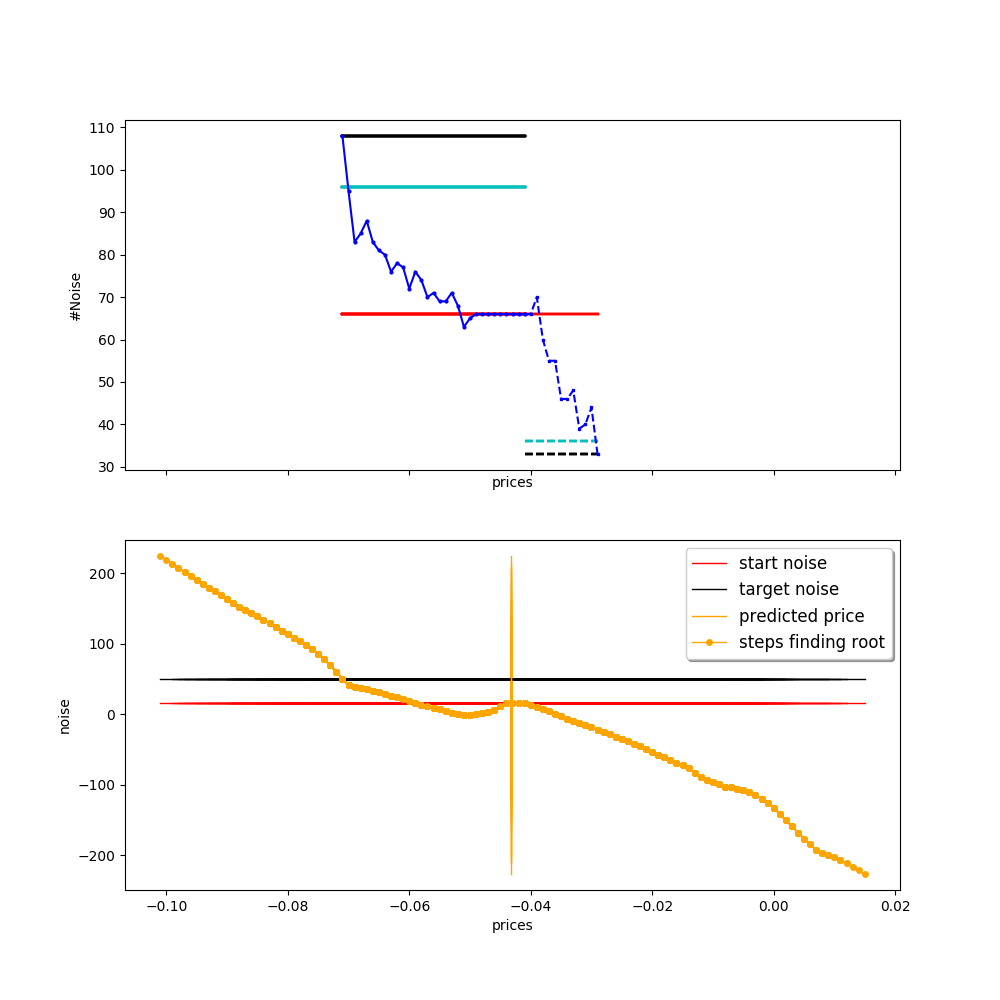 110
100
90
80
70
60
50
40
30
#Noise
prices
200
100
0
−100
−200
noise
start noise
target noise
predicted price
steps finding root
−0.10
−0.08
−0.06
−0.04
−0.02
0.00
0.02
prices